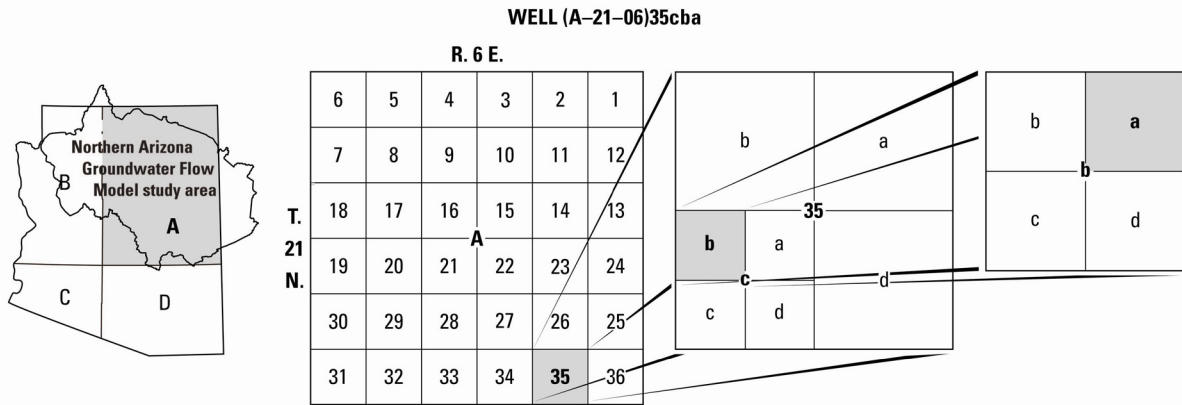 WELL (A–21–06)35cba
R. 6 E.
T.
21
N.
Northern Arizona
Groundwater Flow
Model study area
B
A
C
D
6 5 4 3 2 1
7 8 9 10 11 12
18 17 16 15 14 13
A
19 20 21 22 23 24
30 29 28 27 26 25
31 32 33 34 35 36
b a
35
b a
c d
c d
b a
b
c d